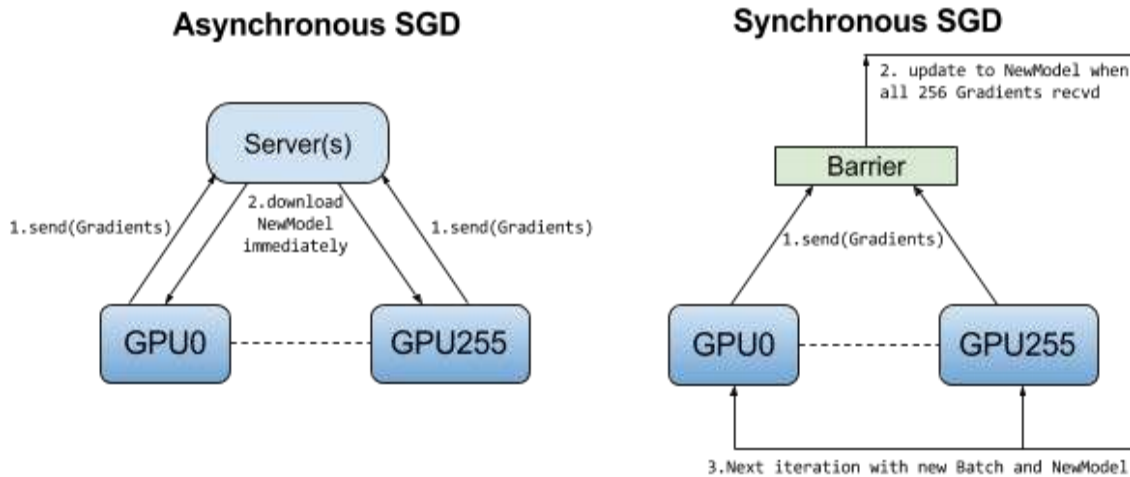 Asynchronous SGD
Server(s)
1.send(Gradients)
2.download
NewModel
immediately
1.send(Gradients)
GPU0
GPU255
Synchronous SGD
2. update to NewModel when
all 256 Gradients recvd
Barrier
1.send(Gradients)
GPU0
GPU255
3.Next iteration with new Batch and NewModel